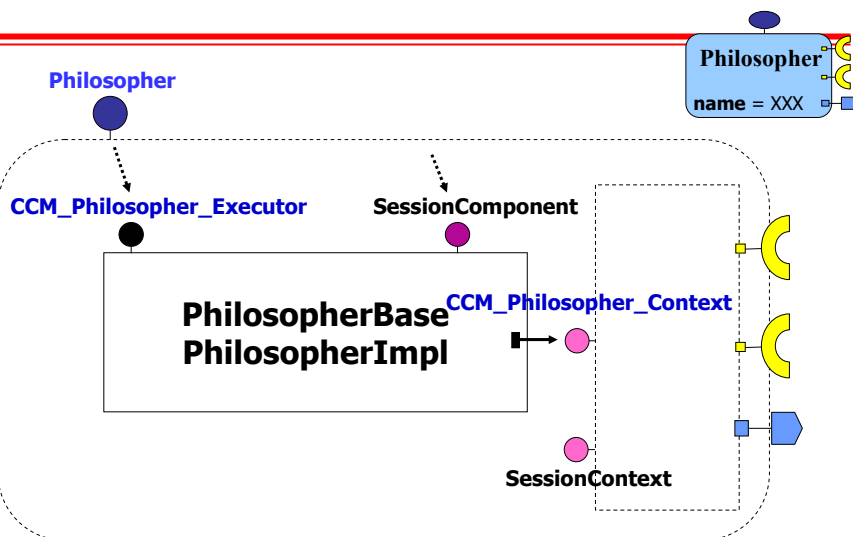 Philosopher
name = XXX
Philosopher
CCM_Philosopher_Executor
SessionComponent
PhilosopherBase
PhilosopherImpl
CCM_Philosopher_Context
SessionContext